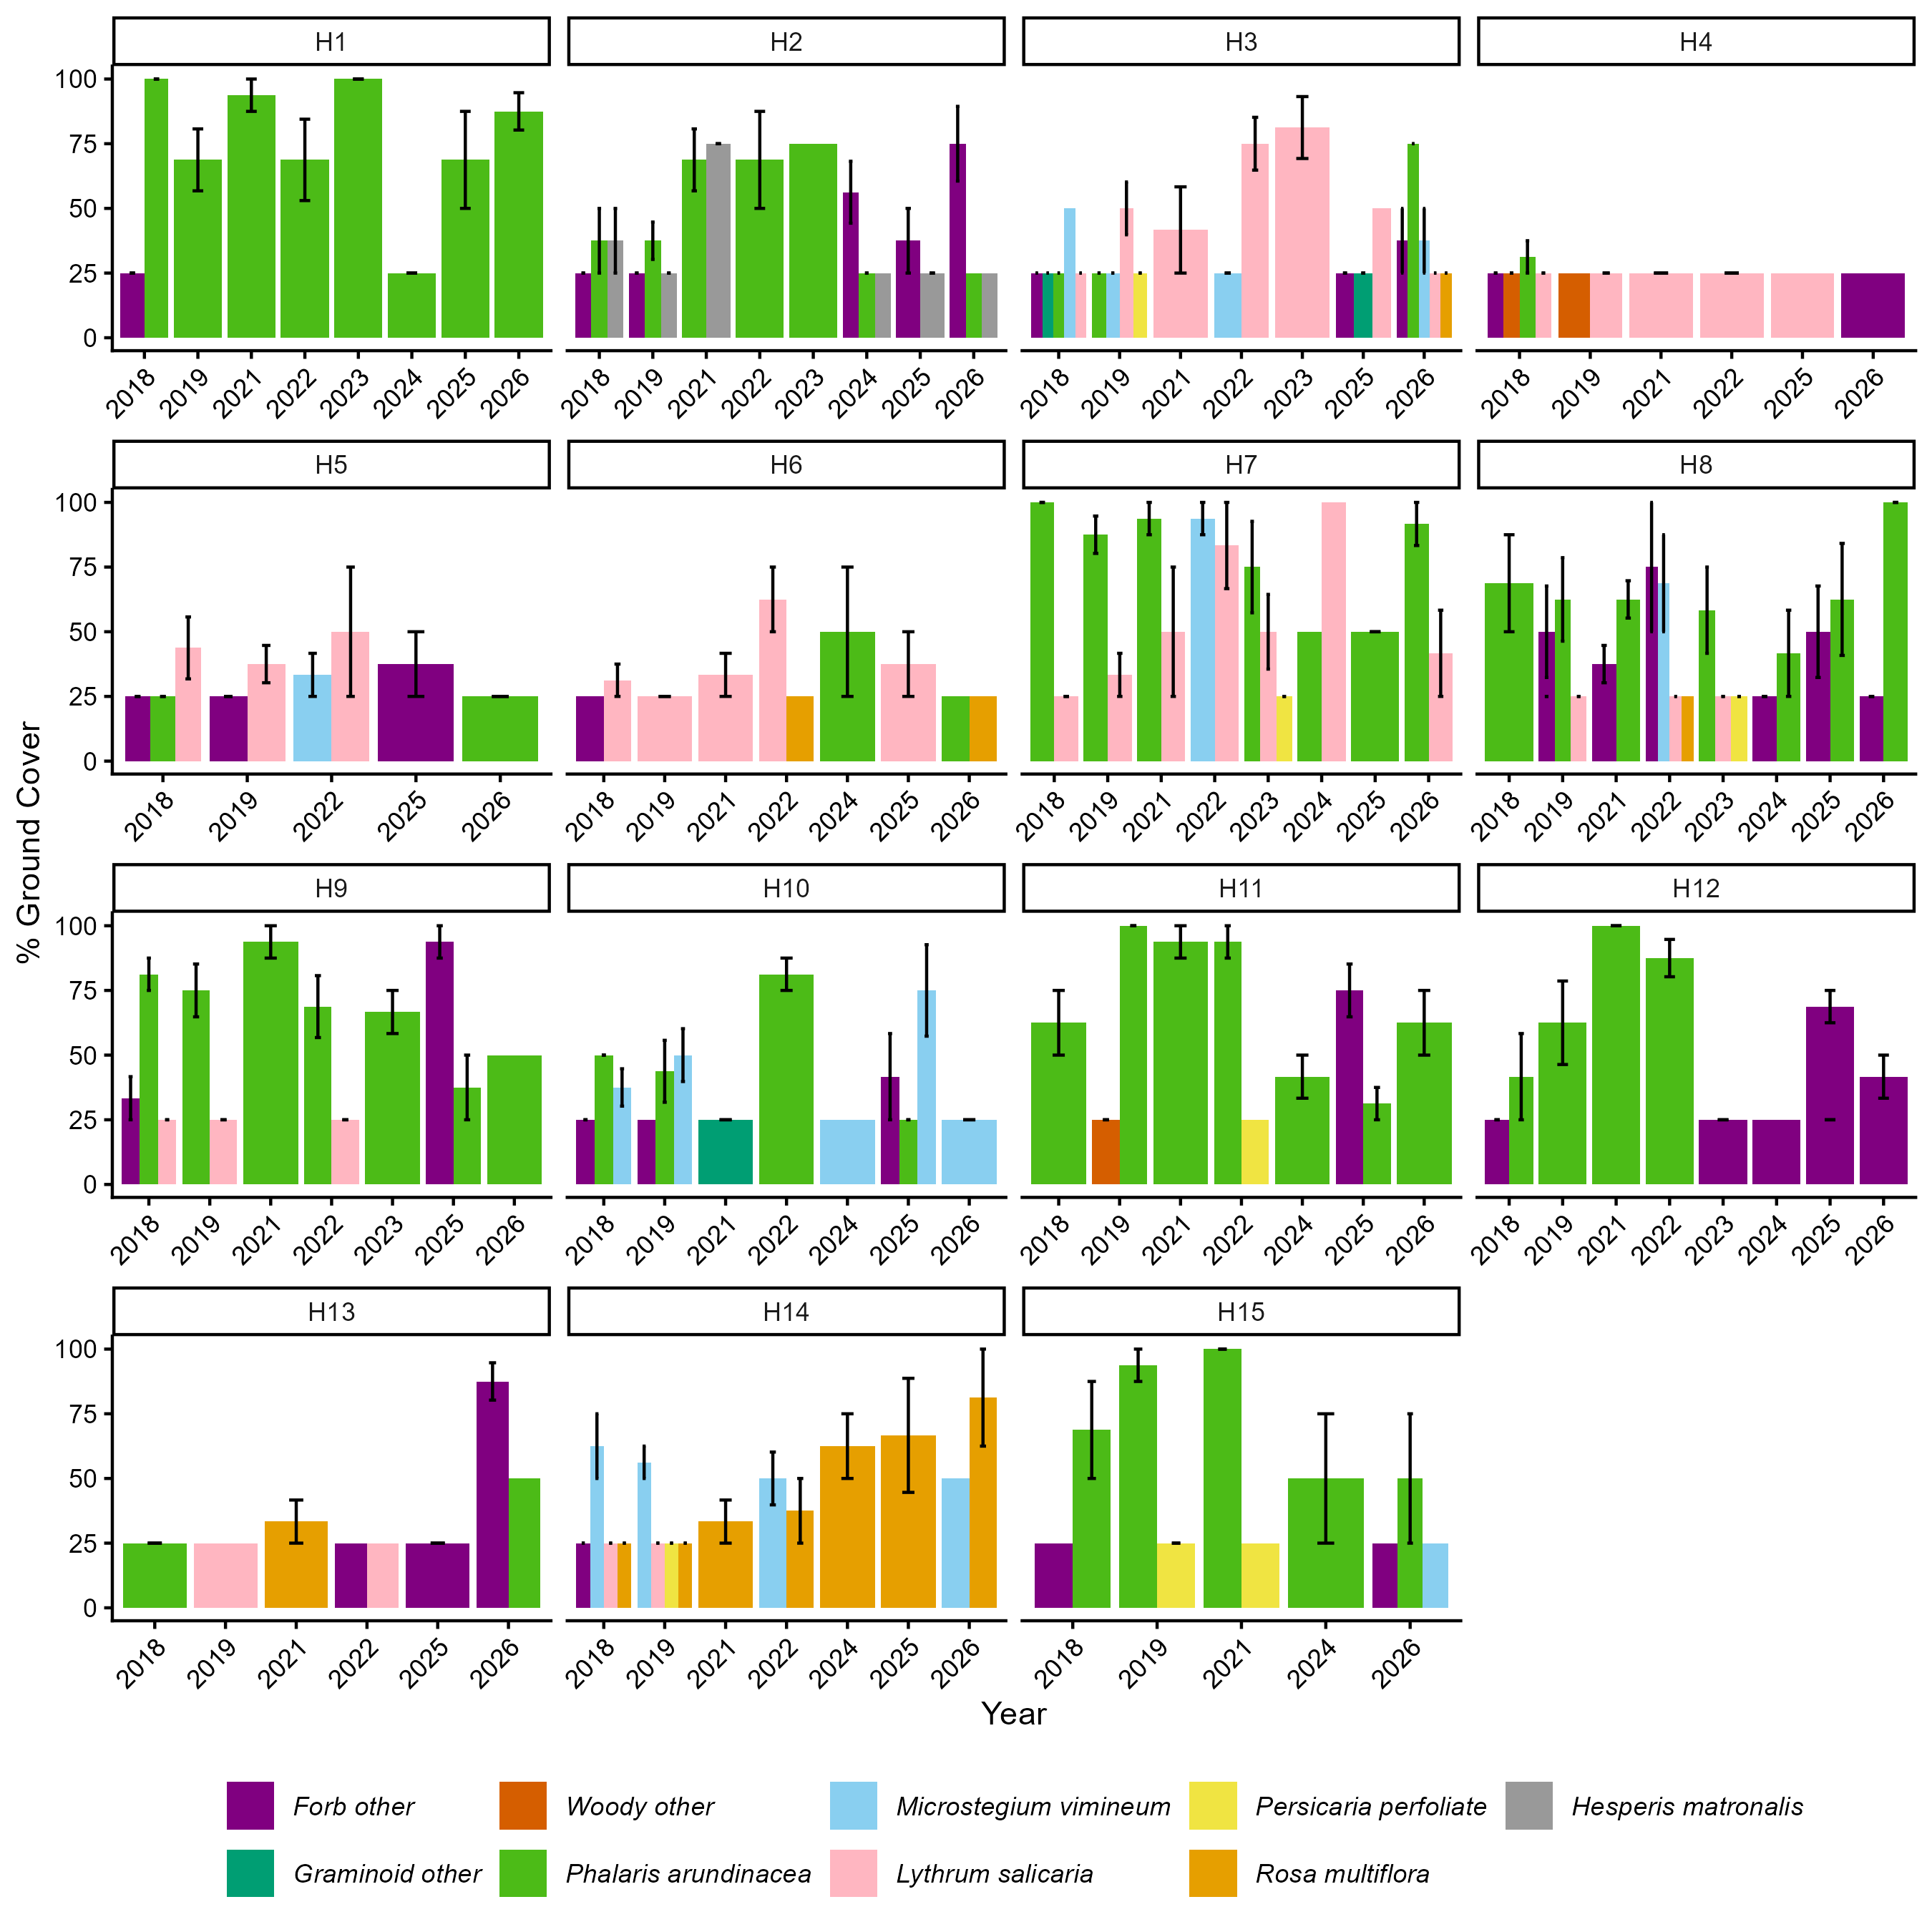 H1 H2 H3 H4
100
75
50
25
0
2018 2019 2021 2022 2023 2024 2025 2026 2018 2019 2021 2022 2023 2024 2025 2026 2018 2019 2021 2022 2023 2025 2026 2018 2019 2021 2022 2025 2026
H5 H6 H7 H8
100
75
50
25
0
2018 2019 2022 2025 2026 2018 2019 2021 2022 2024 2025 2026 2018 2019 2021 2022 2023 2024 2025 2026 2018 2019 2021 2022 2023 2024 2025 2026
% Ground Cover
H9 H10 H11 H12
100
75
50
25
0
2018 2019 2021 2022 2023 2025 2026 2018 2019 2021 2022 2024 2025 2026 2018 2019 2021 2022 2024 2025 2026 2018 2019 2021 2022 2023 2024 2025 2026
H13 H14 H15
100
75
50
25
0
2018 2019 2021 2022 2025 2026 2018 2019 2021 2022 2024 2025 2026 2018 2019 2021 2024 2026
Year
Forb other Woody other Microstegium vimineum Persicaria perfoliate Hesperis matronalis
Graminoid other Phalaris arundinacea Lythrum salicaria Rosa multiflora